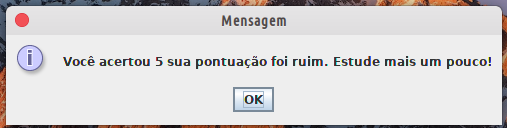 Mensagem
Você acertou 5 sua pontuação foi ruim. Estude mais um pouco!
OK